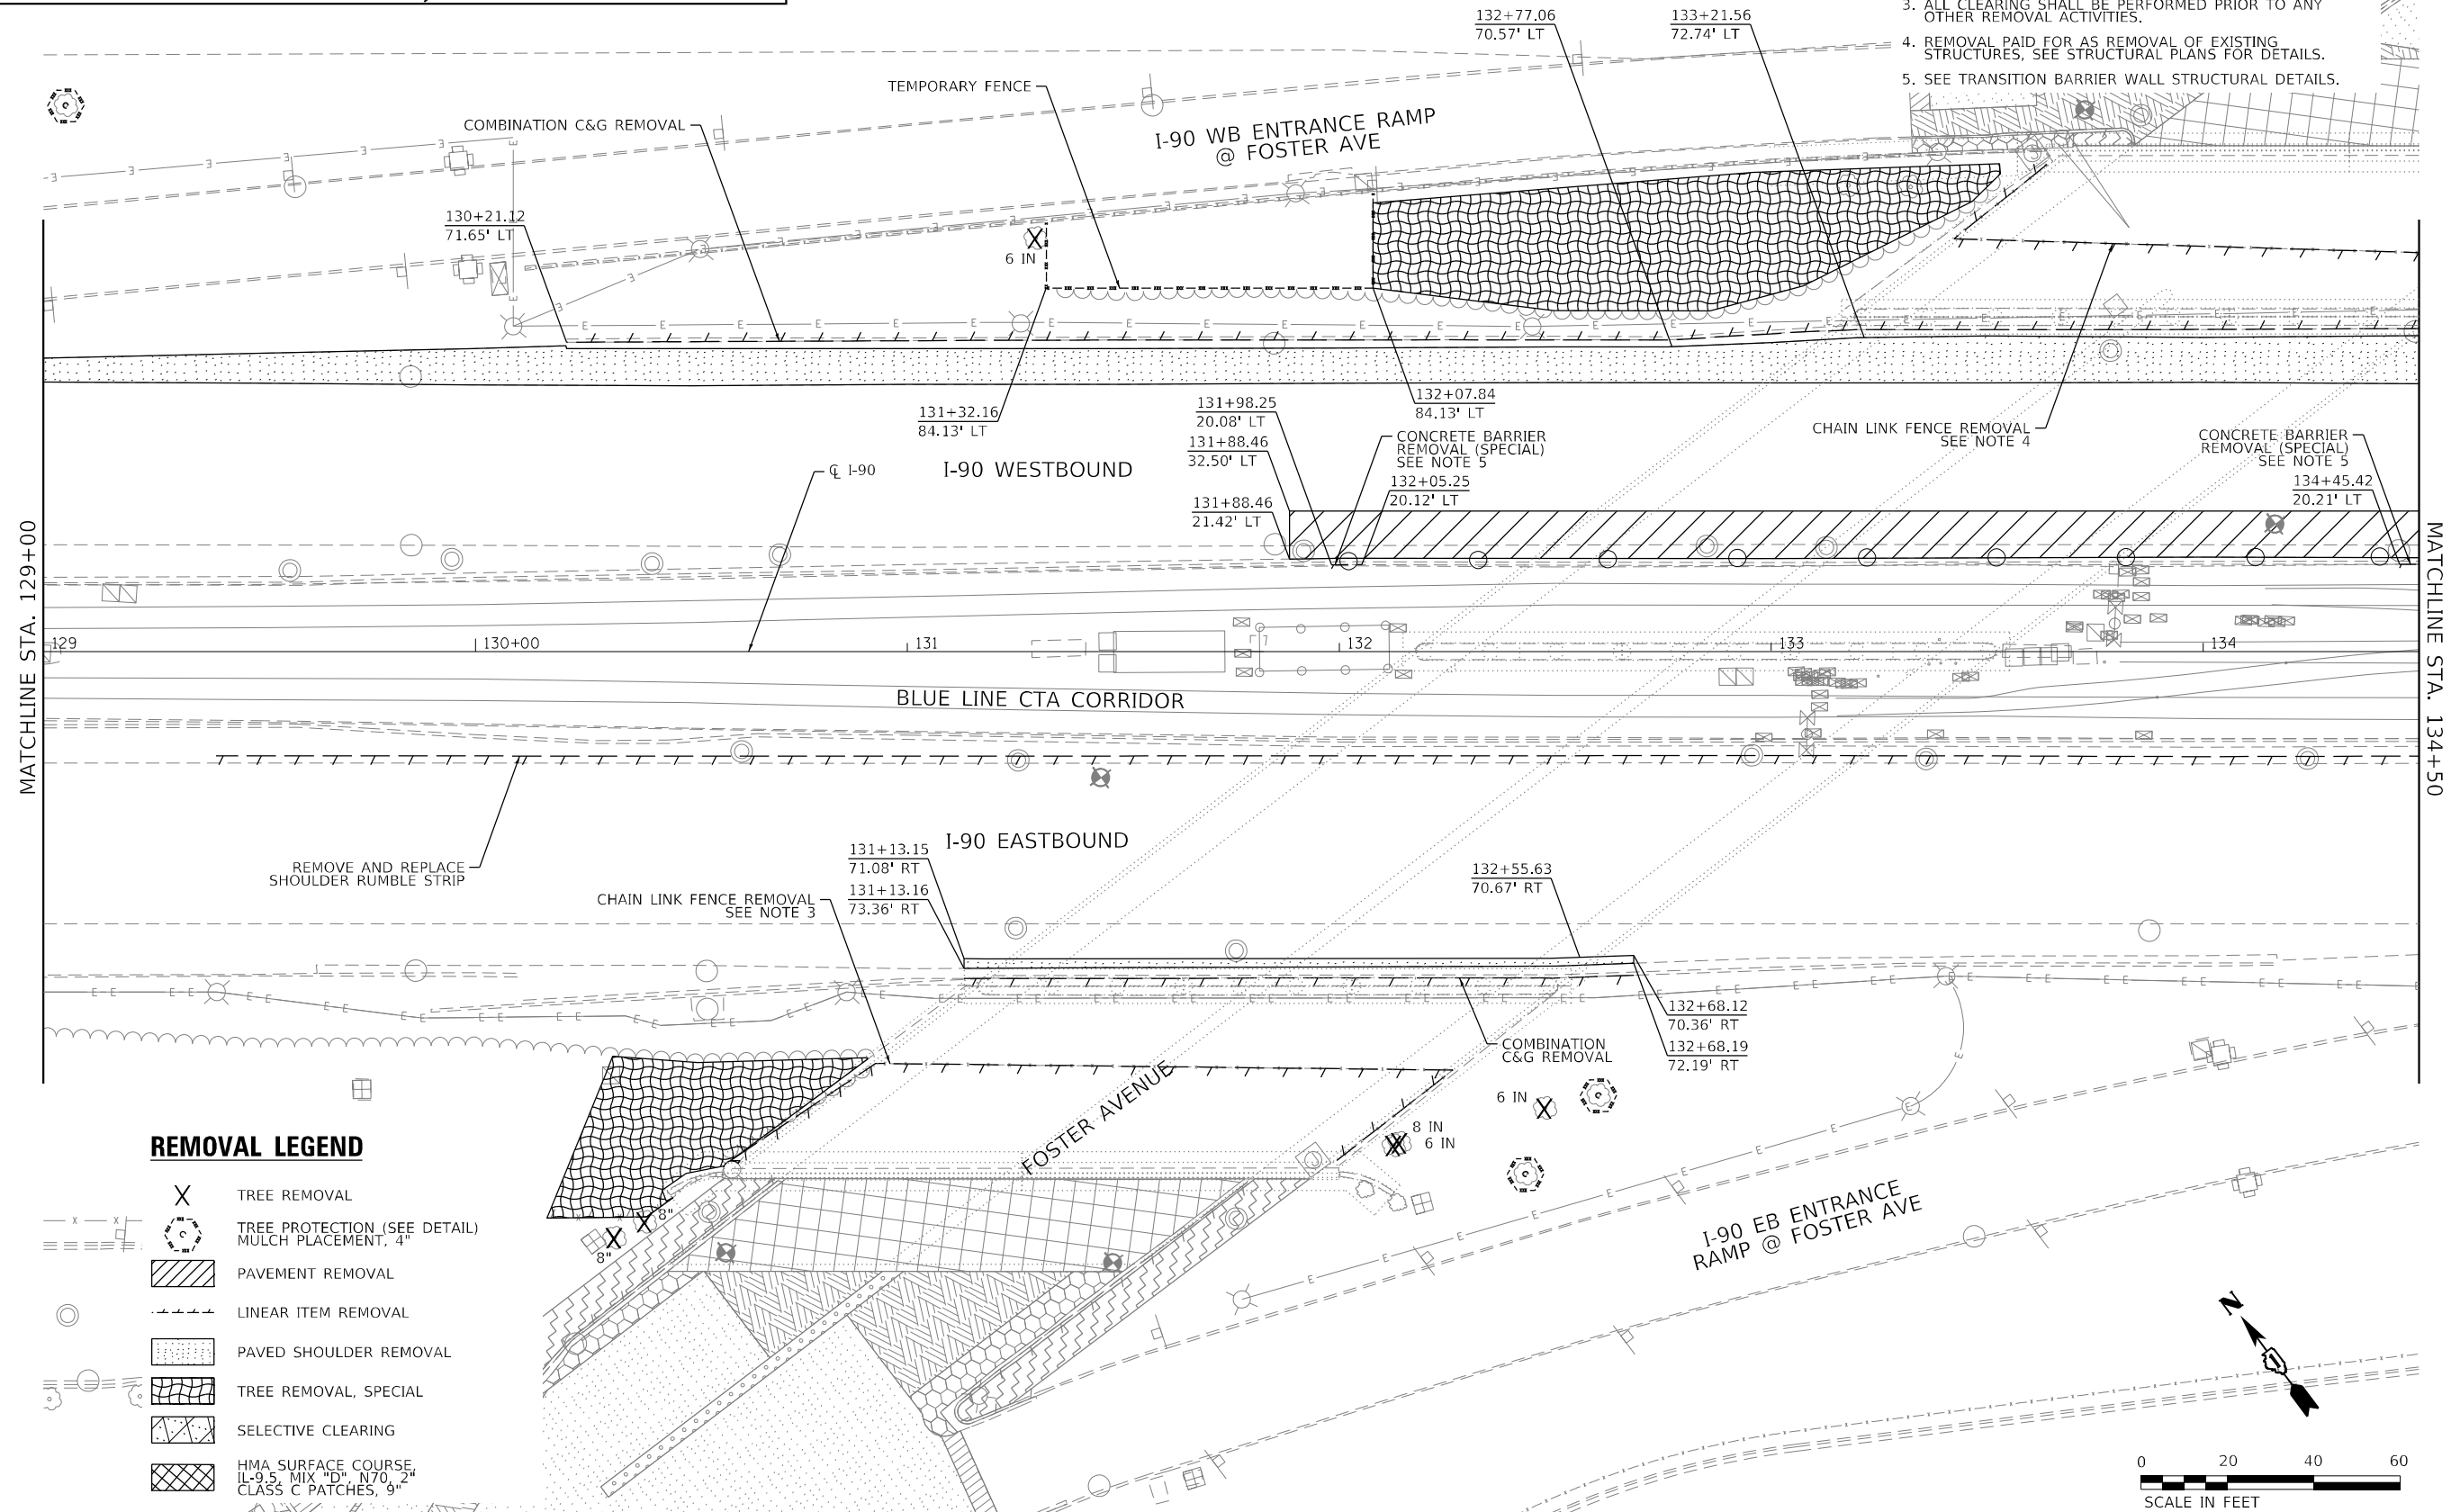 3. ALL CLEARING SHALL BE PERFORMED PRIOR TO ANY
OTHER REMOVAL ACTIVITIES.
4. REMOVAL PAID FOR AS REMOVAL OF EXISTING
STRUCTURES, SEE STRUCTURAL PLANS FOR DETAILS.
5. SEE TRANSITION BARRIER WALL STRUCTURAL DETAILS.
132+77.06
70.57' LT
133+21.56
72.74' LT
TEMPORARY FENCE
COMBINATION C&G REMOVAL
I-90 WB ENTRANCE RAMP
@ FOSTER AVE
130+21.12
71.65' LT
6 IN
131+32.16
84.13' LT
132+07.84
84.13' LT
131+98.25
20.08' LT
131+88.46
32.50' LT
131+88.46
21.42' LT
CONCRETE BARRIER
REMOVAL (SPECIAL)
SEE NOTE 5
132+05.25
20.12' LT
CHAIN LINK FENCE REMOVAL
SEE NOTE 4
CONCRETE BARRIER
REMOVAL (SPECIAL)
SEE NOTE 5
134+45.42
20.21' LT
℄ I-90
I-90 WESTBOUND
MATCHLINE STA. 129+00
MATCHLINE STA. 134+50
129
130+00
131
132
133
134
BLUE LINE CTA CORRIDOR
I-90 EASTBOUND
REMOVE AND REPLACE
SHOULDER RUMBLE STRIP
131+13.15
71.08' RT
131+13.16
73.36' RT
CHAIN LINK FENCE REMOVAL
SEE NOTE 3
132+55.63
70.67' RT
132+68.12
70.36' RT
132+68.19
72.19' RT
COMBINATION
C&G REMOVAL
FOSTER AVENUE
6 IN
8 IN
6 IN
8"
8"
I-90 EB ENTRANCE
RAMP @ FOSTER AVE
REMOVAL LEGEND
TREE REMOVAL
TREE PROTECTION (SEE DETAIL)
MULCH PLACEMENT, 4"
PAVEMENT REMOVAL
LINEAR ITEM REMOVAL
PAVED SHOULDER REMOVAL
TREE REMOVAL, SPECIAL
SELECTIVE CLEARING
HMA SURFACE COURSE,
IL-9.5, MIX "D", N70, 2"
CLASS C PATCHES, 9"
N
0 20 40 60
SCALE IN FEET